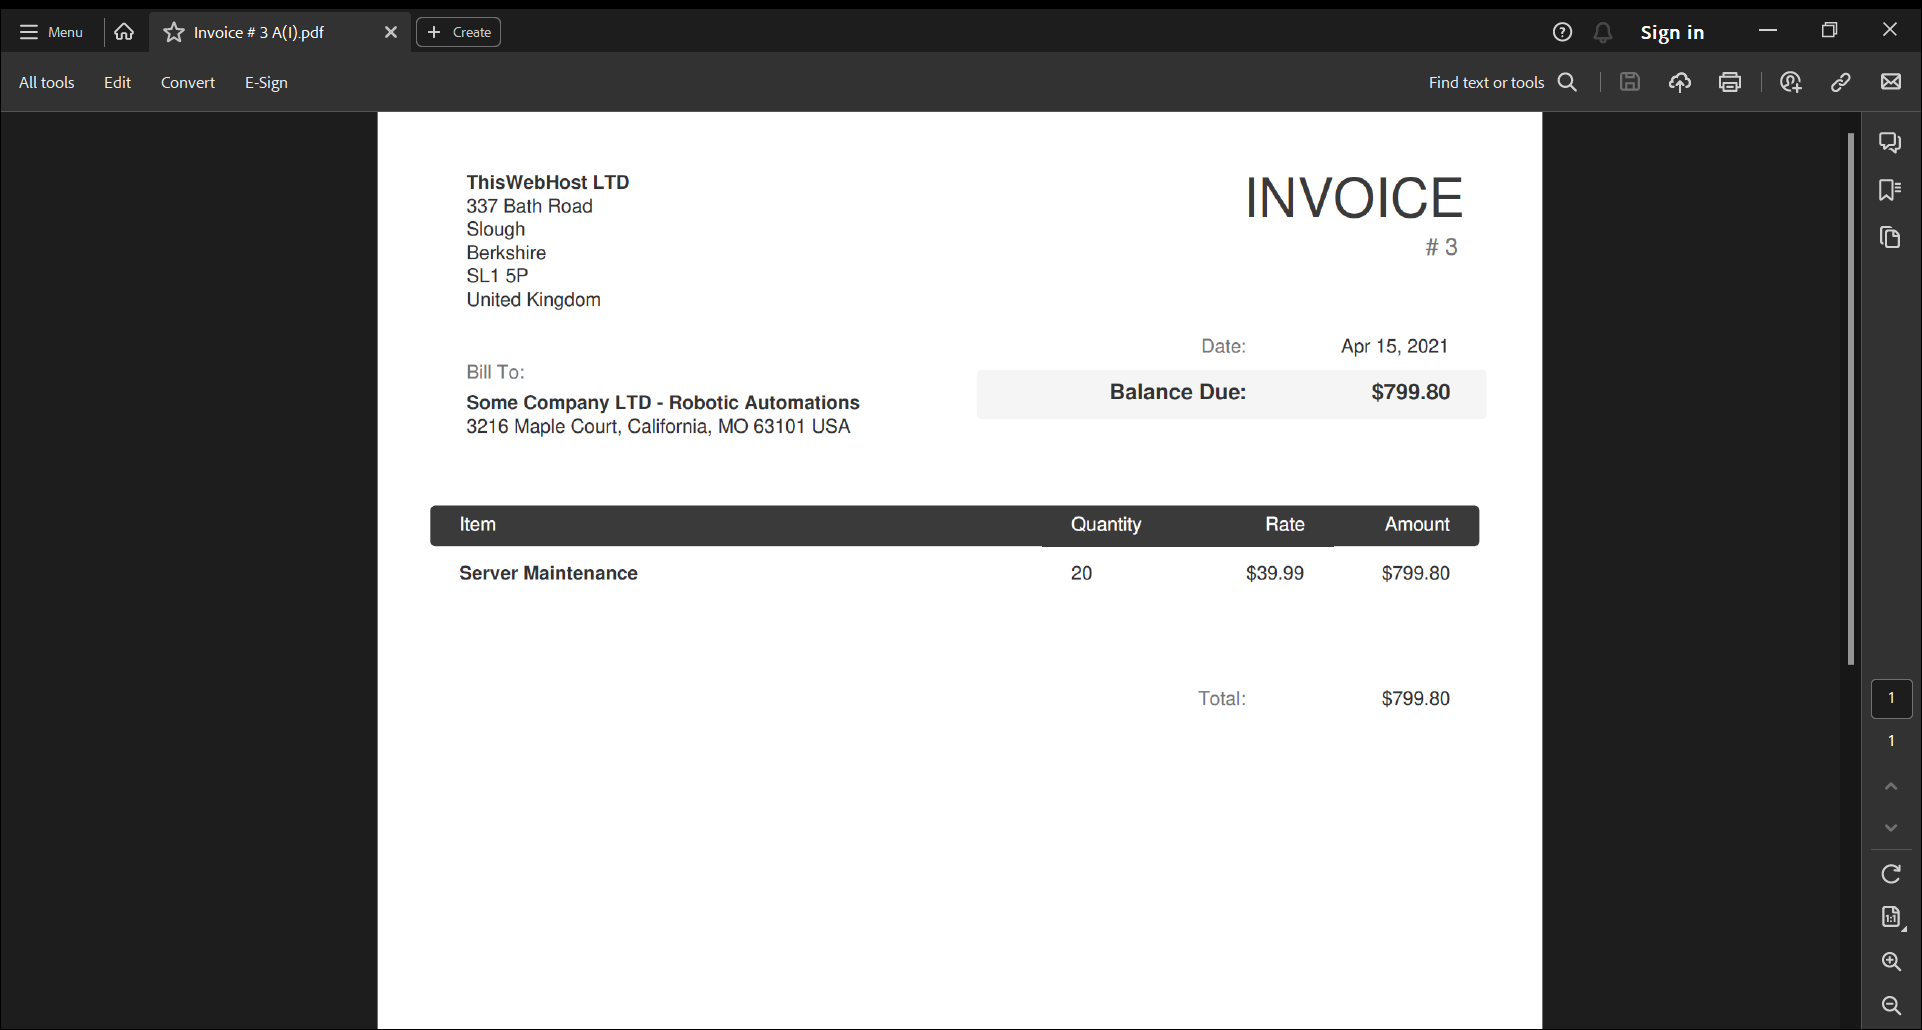 Menu
Invoice # 3 A(I).pdf
Create
Sign in
All tools Edit Convert E-Sign
Find text or tools
ThisWebHost LTD
337 Bath Road
Slough
Berkshire
SL1 5P
United Kingdom
INVOICE
# 3
Date: Apr 15, 2021
Balance Due: $799.80
Bill To:
Some Company LTD - Robotic Automations
3216 Maple Court, California, MO 63101 USA
Item Quantity Rate Amount
Server Maintenance 20 $39.99 $799.80
Total: $799.80
1
1
1:1